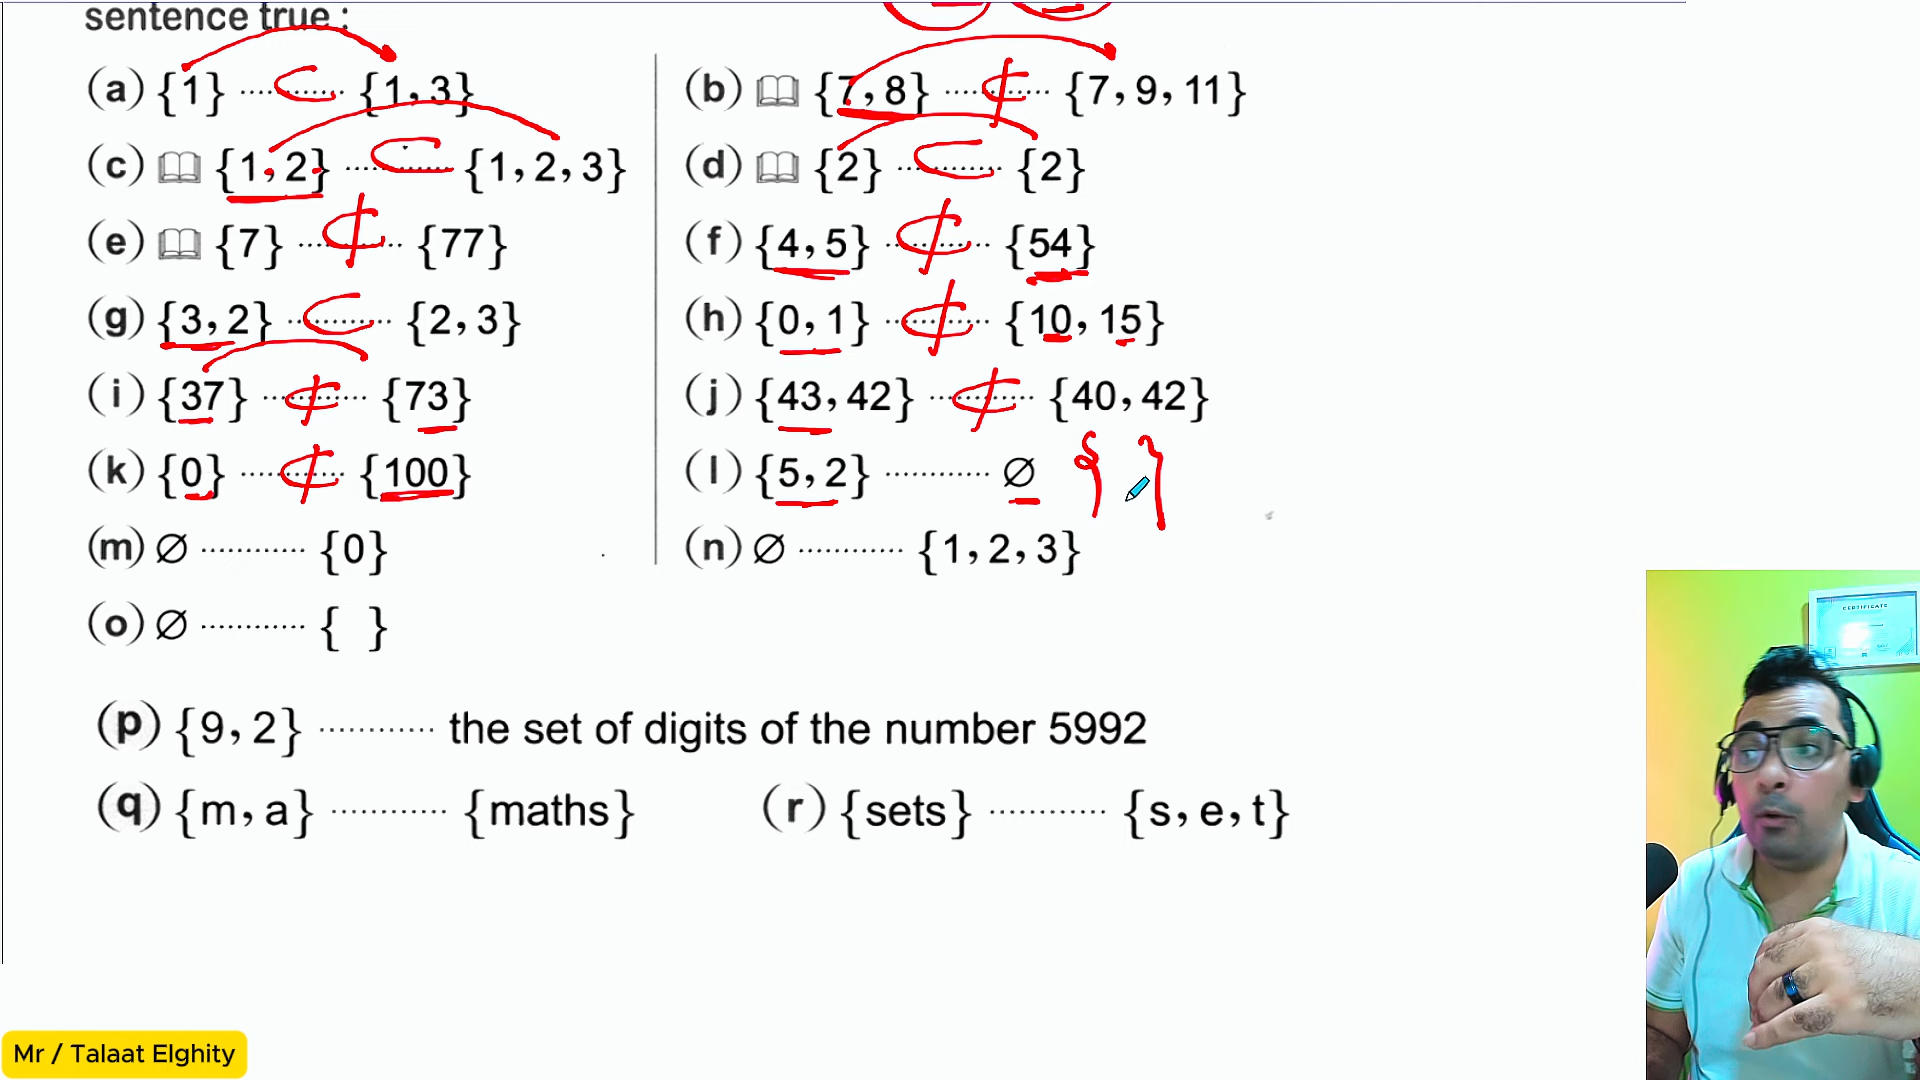 sentence true :
(a) {1} ⊂ {1, 3}
(b) {7, 8} ⊄ {7, 9, 11}
(c) {1, 2} ⊂ {1, 2, 3}
(d) {2} ⊂ {2}
(e) {7} ⊄ {77}
(f) {4, 5} ⊄ {54}
(g) {3, 2} ⊂ {2, 3}
(h) {0, 1} ⊄ {10, 15}
(i) {37} ⊄ {73}
(j) {43, 42} ⊄ {40, 42}
(k) {0} ⊄ {100}
(l) {5, 2} ............ ∅ { }
(m) ∅ ............ {0}
(n) ∅ ............ {1, 2, 3}
(o) ∅ ............ { }
(p) {9, 2} ............ the set of digits of the number 5992
(q) {m, a} ............ {maths}
(r) {sets} ............ {s, e, t}
CERTIFICATE
Mr / Talaat Elghity